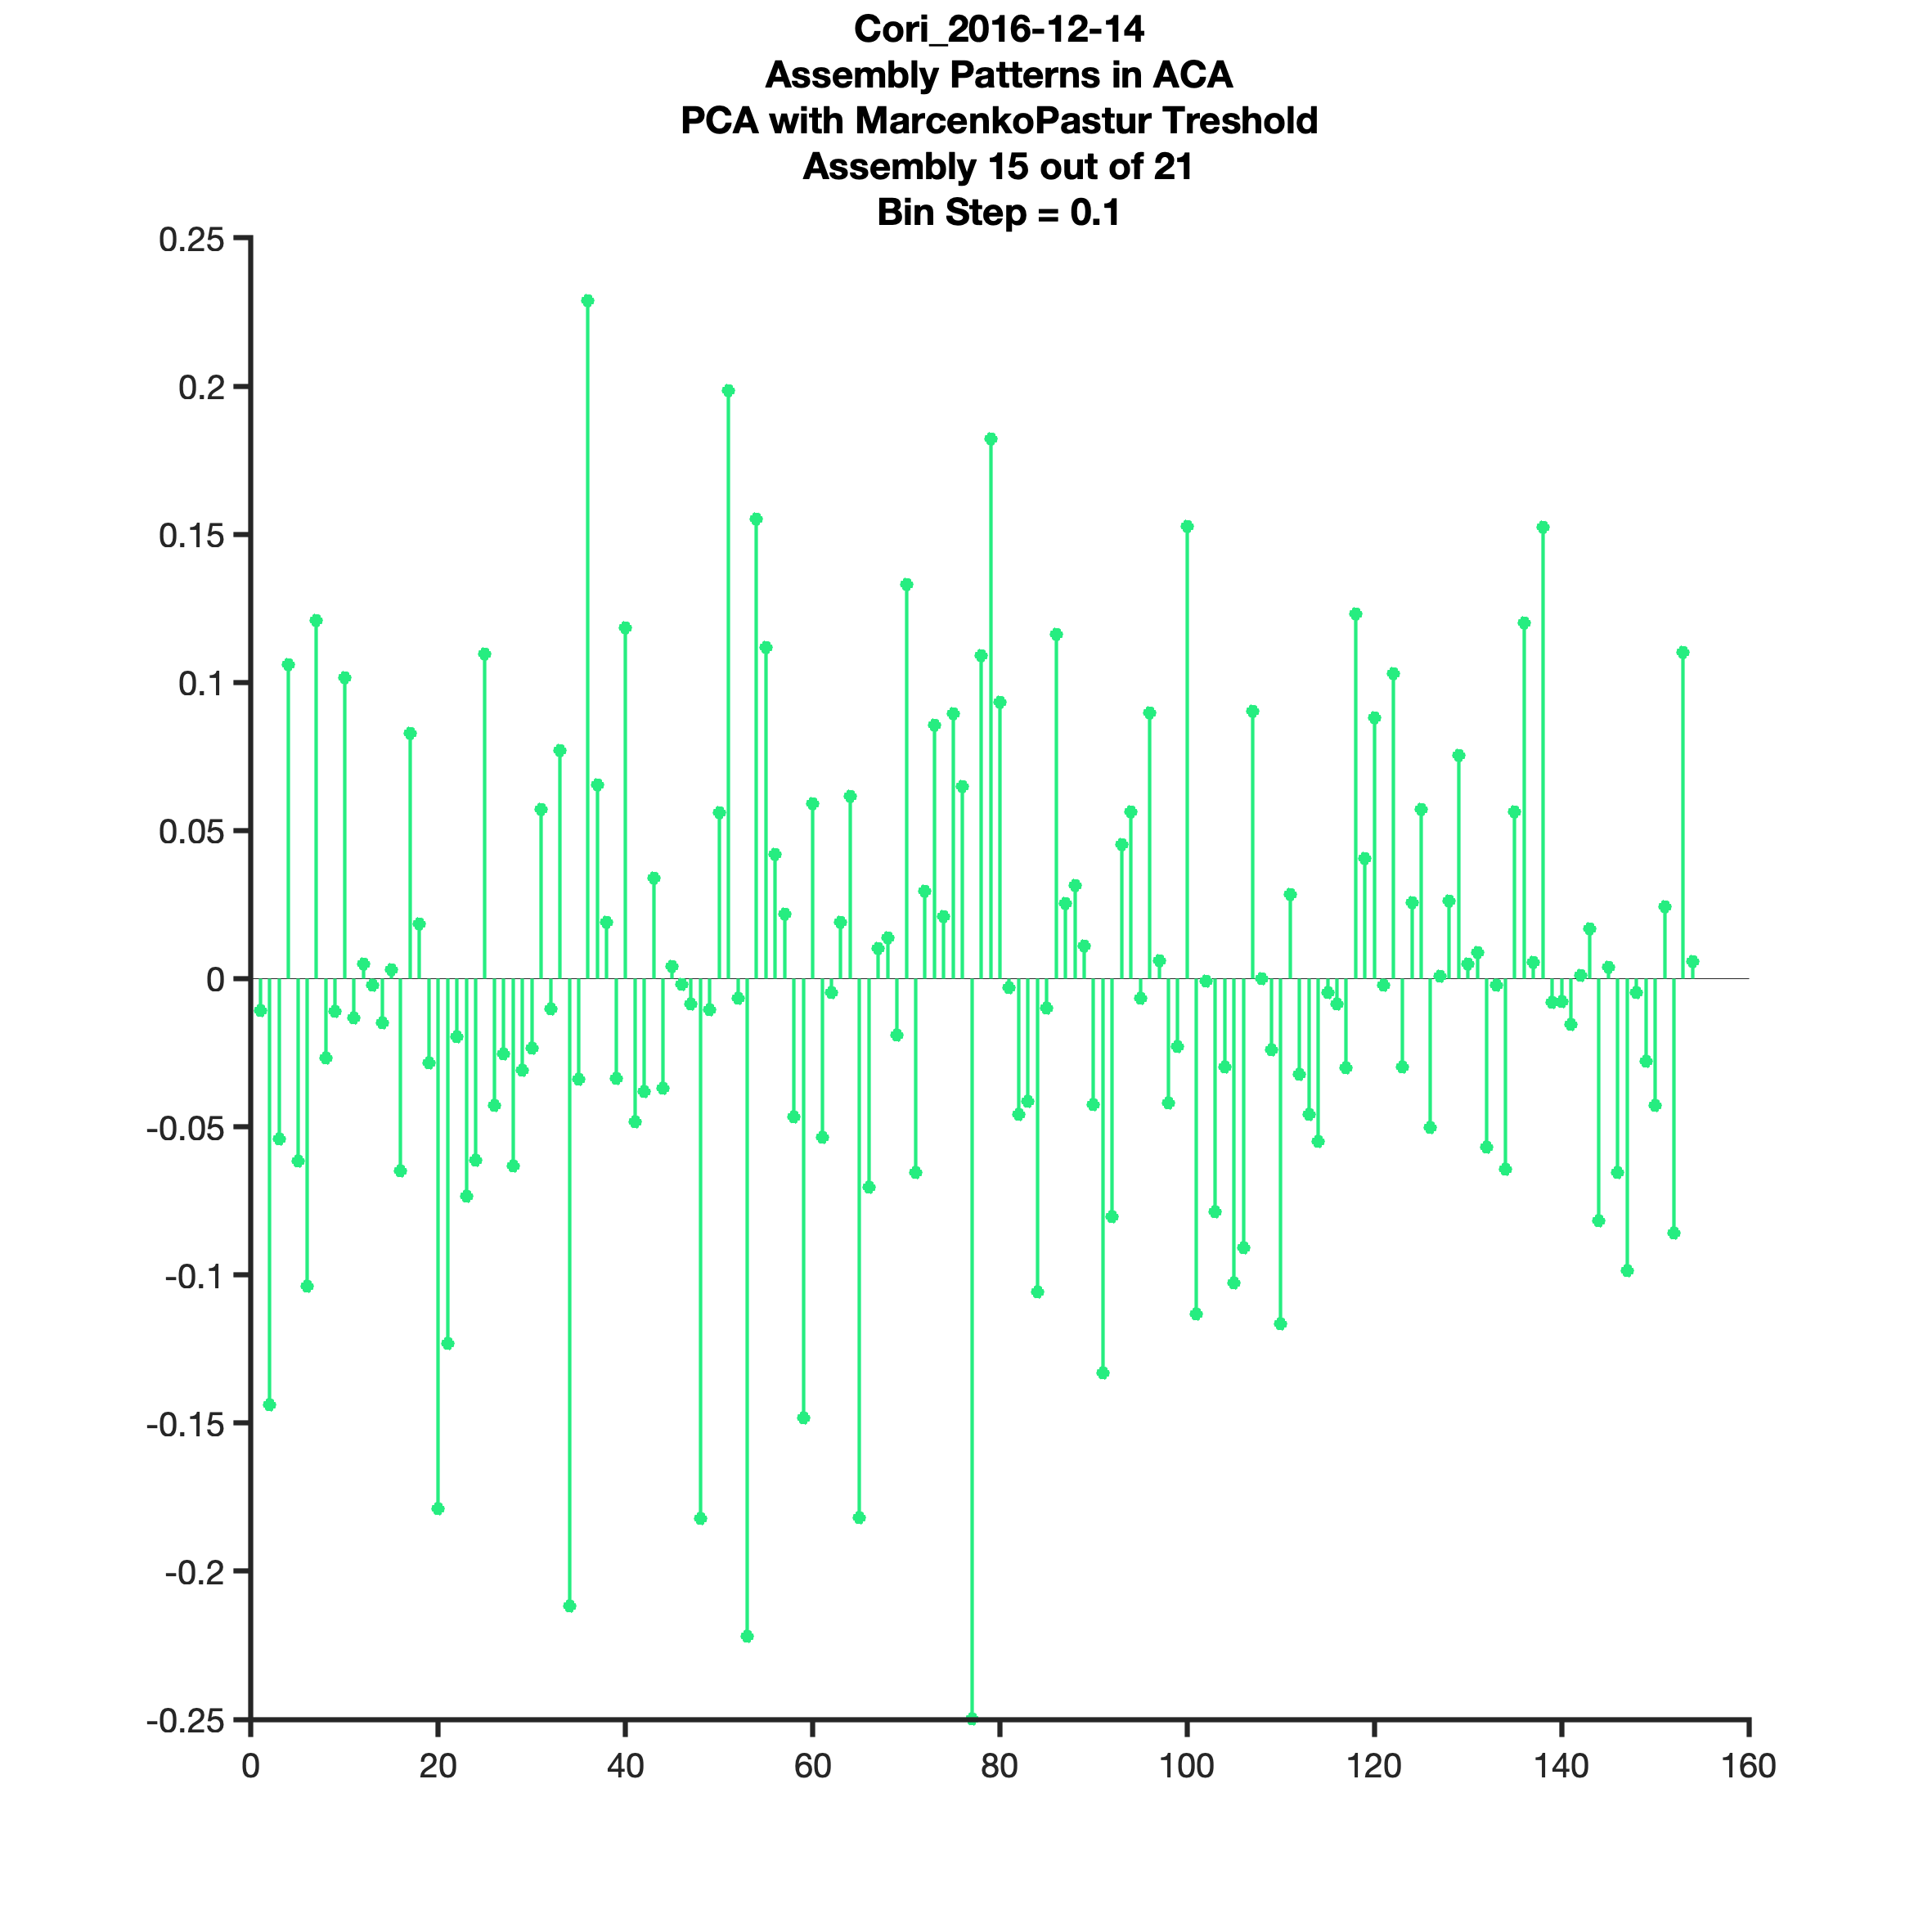 Cori_2016-12-14
Assembly Patterns in ACA
PCA with MarcenkoPastur Treshold
Assembly 15 out of 21
Bin Step = 0.1
0.25
0.2
0.15
0.1
0.05
0
-0.05
-0.1
-0.15
-0.2
-0.25
0 20 40 60 80 100 120 140 160